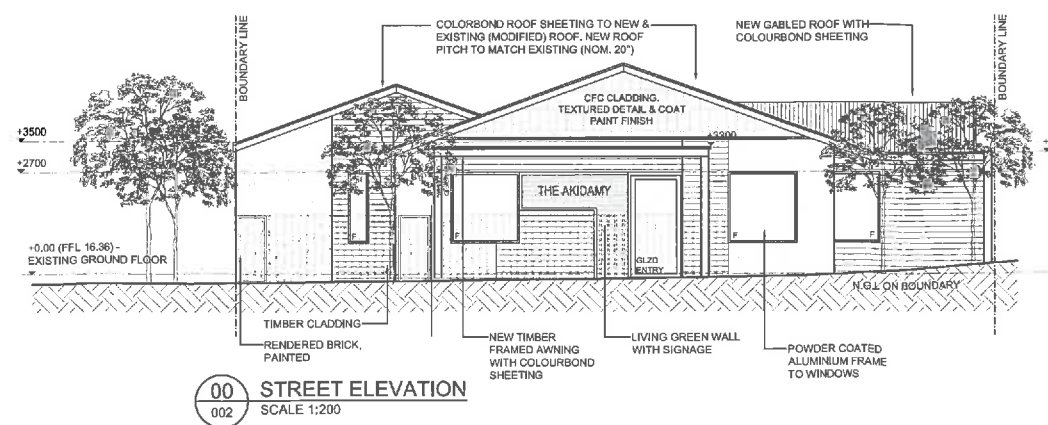 COLORBOND ROOF SHEETING TO NEW &
EXISTING (MODIFIED) ROOF. NEW ROOF
PITCH TO MATCH EXISTING (NOM. 20°)
NEW GABLED ROOF WITH
COLOURBOND SHEETING
BOUNDARY LINE
BOUNDARY LINE
CFC CLADDING.
TEXTURED DETAIL & COAT
PAINT FINISH
+3500
+3300
+2700
THE AKIDAMY
F
F
F
F
GLZD
ENTRY
+0.00 (FFL 16.36) -
EXISTING GROUND FLOOR
N.G.L ON BOUNDARY
TIMBER CLADDING
RENDERED BRICK,
PAINTED
NEW TIMBER
FRAMED AWNING
WITH COLOURBOND
SHEETING
LIVING GREEN WALL
WITH SIGNAGE
POWDER COATED
ALUMINIUM FRAME
TO WINDOWS
00
002
STREET ELEVATION
SCALE 1:200